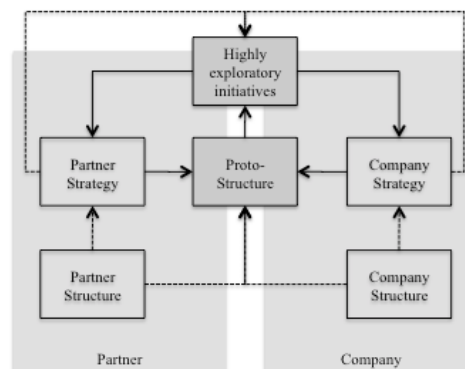 Highly
exploratory
initiatives
Partner
Strategy
Proto-
Structure
Company
Strategy
Partner
Structure
Company
Structure
Partner
Company